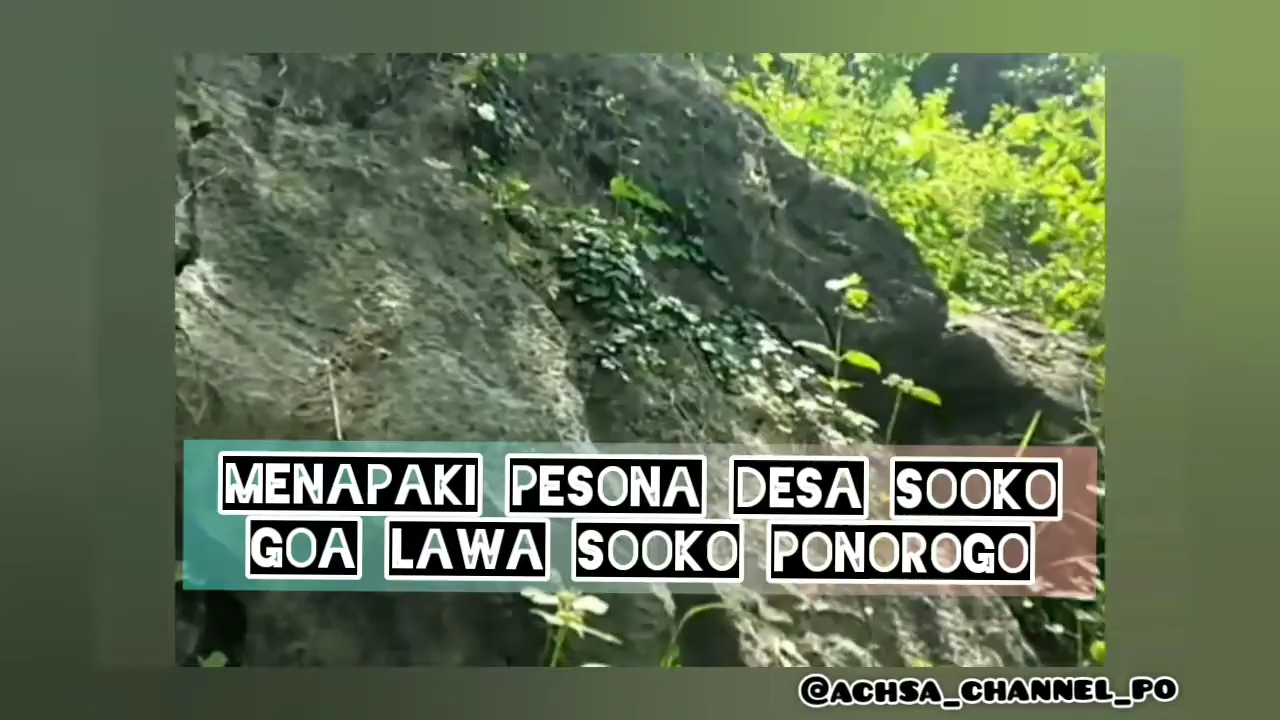 MENAPAKI PESONA DESA SOOKO
GOA LAWA SOOKO PONOROGO
@ACHSA_CHANNEL_PO